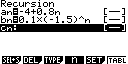 Recursion
an=-4+0.8n [—]
bn=0.1×(-1.5)^n [—]
cn: [—]
SEL+S DEL TYPE n SET TABL